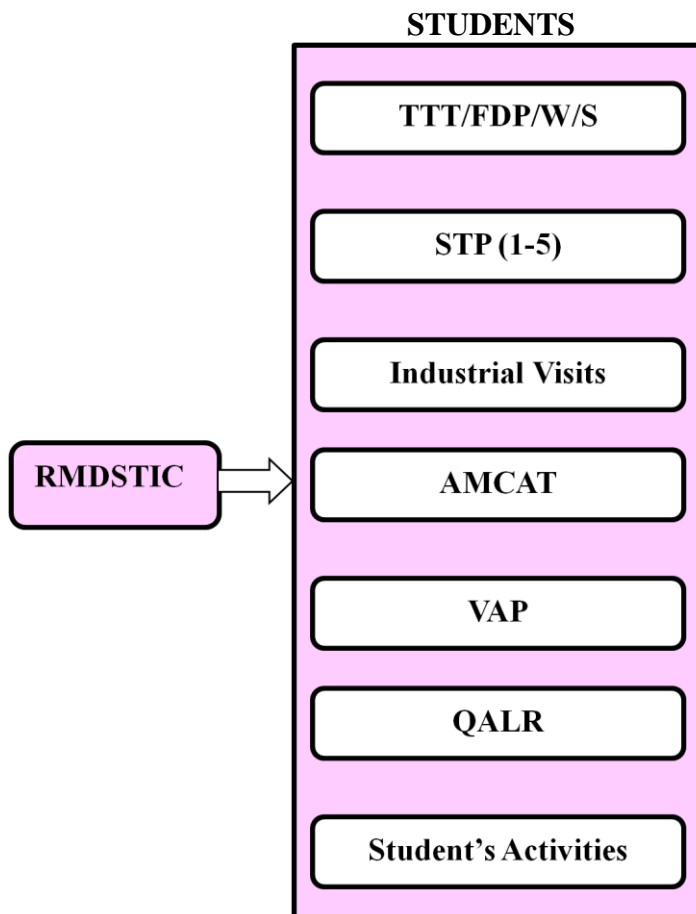 STUDENTS
TTT/FDP/W/S
STP (1-5)
Industrial Visits
RMDSTIC
AMCAT
VAP
QALR
Student’s Activities